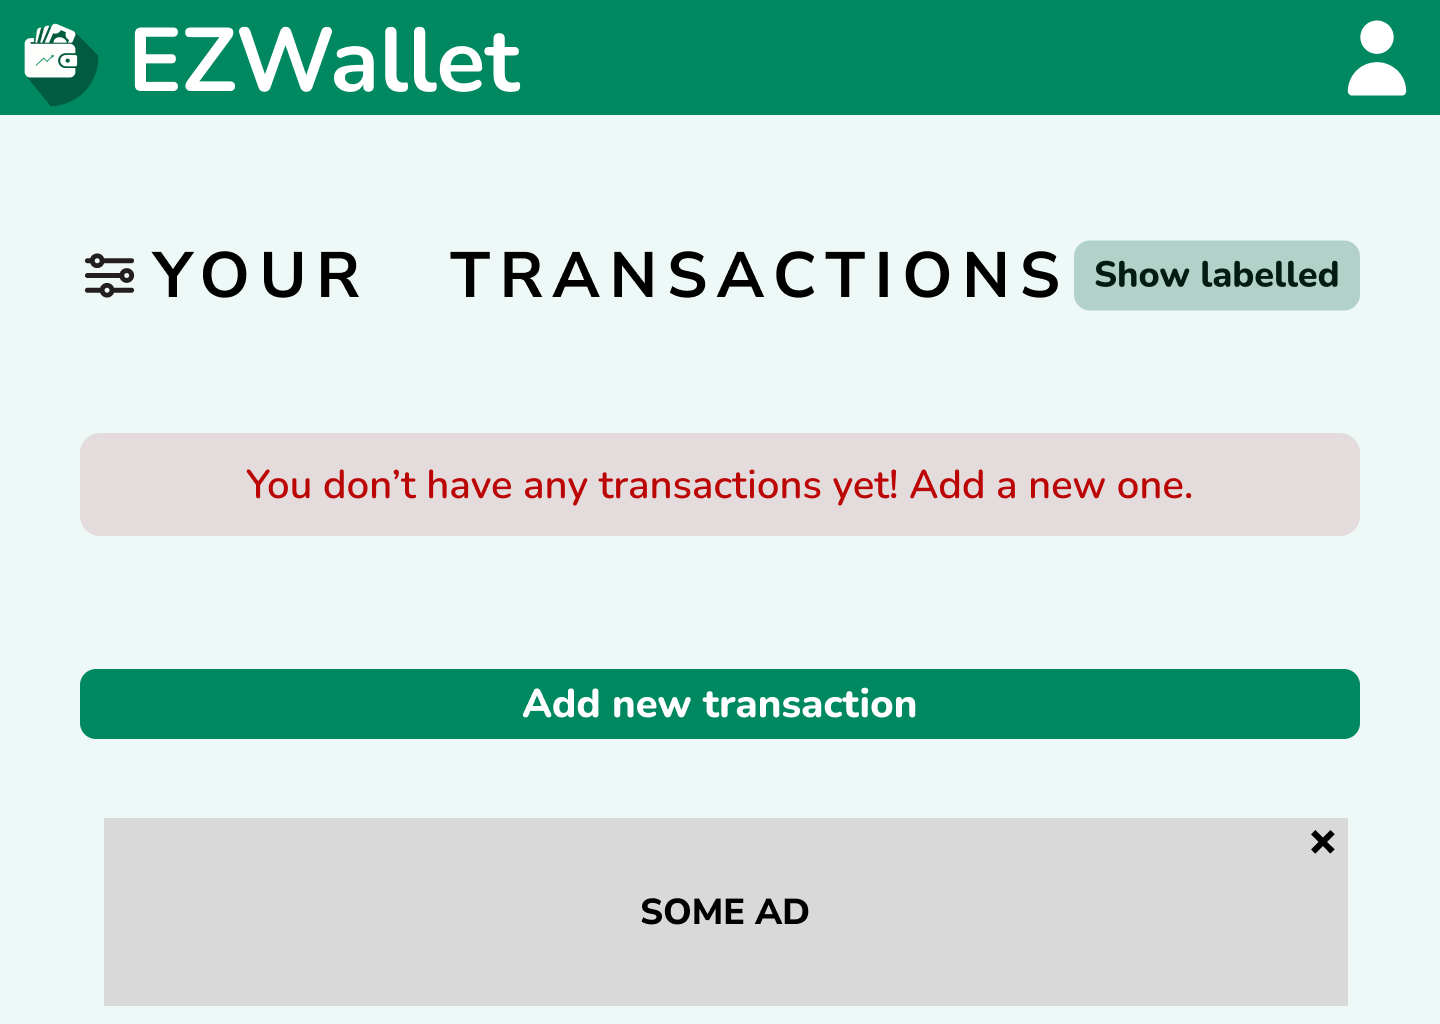 EZWallet
YOUR TRANSACTIONS
Show labelled
You don’t have any transactions yet! Add a new one.
Add new transaction
SOME AD